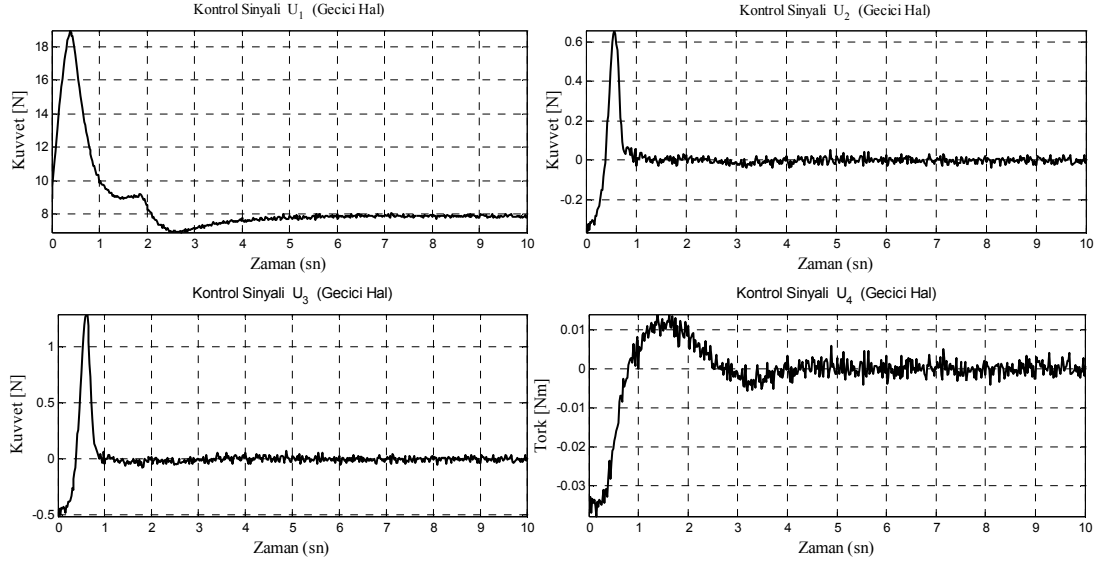 Kontrol Sinyali U1 (Gecici Hal)
Kuvvet [N]
18
16
14
12
10
8
0 1 2 3 4 5 6 7 8 9 10
Zaman (sn)
Kontrol Sinyali U2 (Gecici Hal)
Kuvvet [N]
0.6
0.4
0.2
0
-0.2
0 1 2 3 4 5 6 7 8 9 10
Zaman (sn)
Kontrol Sinyali U3 (Gecici Hal)
Kuvvet [N]
1
0.5
0
-0.5
0 1 2 3 4 5 6 7 8 9 10
Zaman (sn)
Kontrol Sinyali U4 (Gecici Hal)
Tork [Nm]
0.01
0
-0.01
-0.02
-0.03
0 1 2 3 4 5 6 7 8 9 10
Zaman (sn)